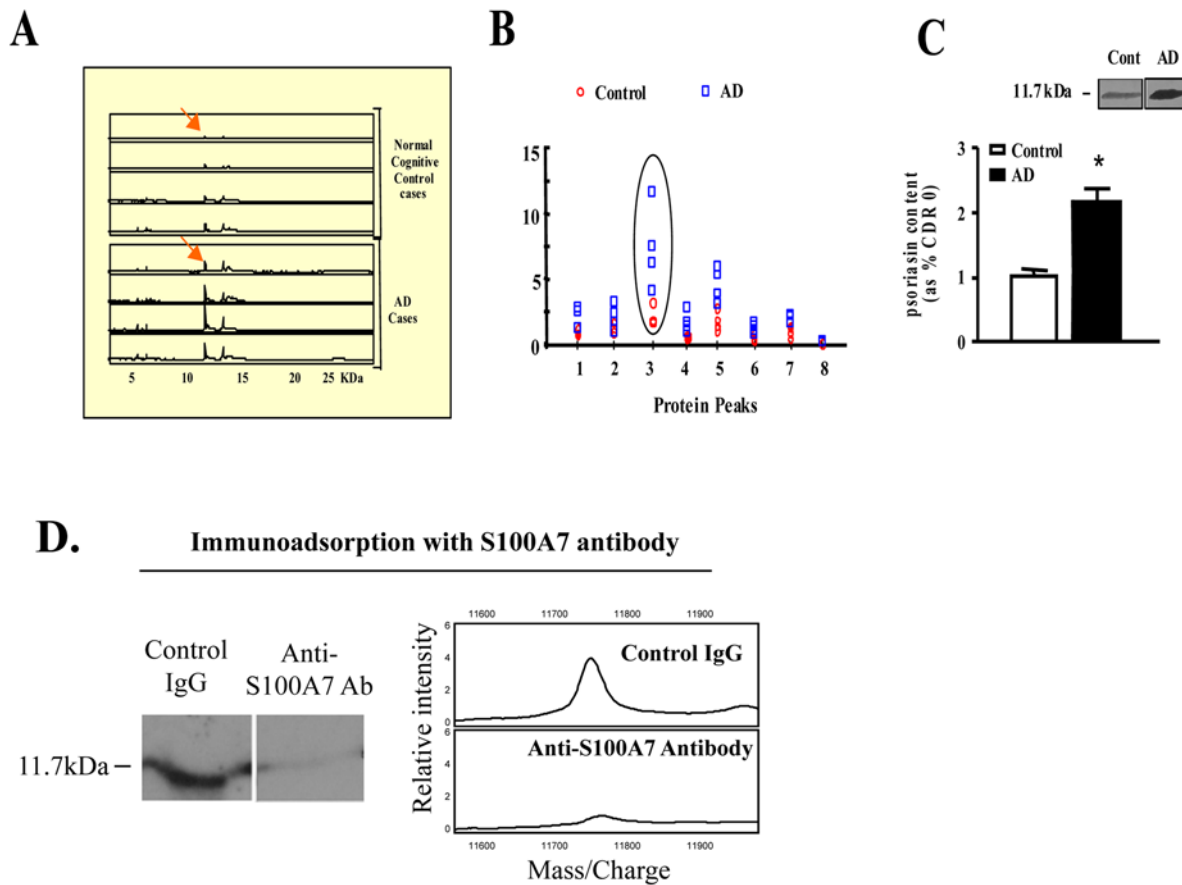 A
Normal
Cognitive
Control
cases
AD
Cases
5 10 15 20 25 KDa
B
Control AD
15
10
5
0
1 2 3 4 5 6 7 8
Protein Peaks
C
Cont AD
11.7kDa -
psoriasin content
(as % CDR 0)
3
2
1
0
Control
AD
*
D.
Immunoadsorption with S100A7 antibody
Control
IgG
Anti-
S100A7 Ab
11.7kDa
Relative intensity
11600 11700 11800 11900
6
4
2
0
Control IgG
6
4
2
0
Anti-S100A7 Antibody
11600 11700 11800 11900
Mass/Charge